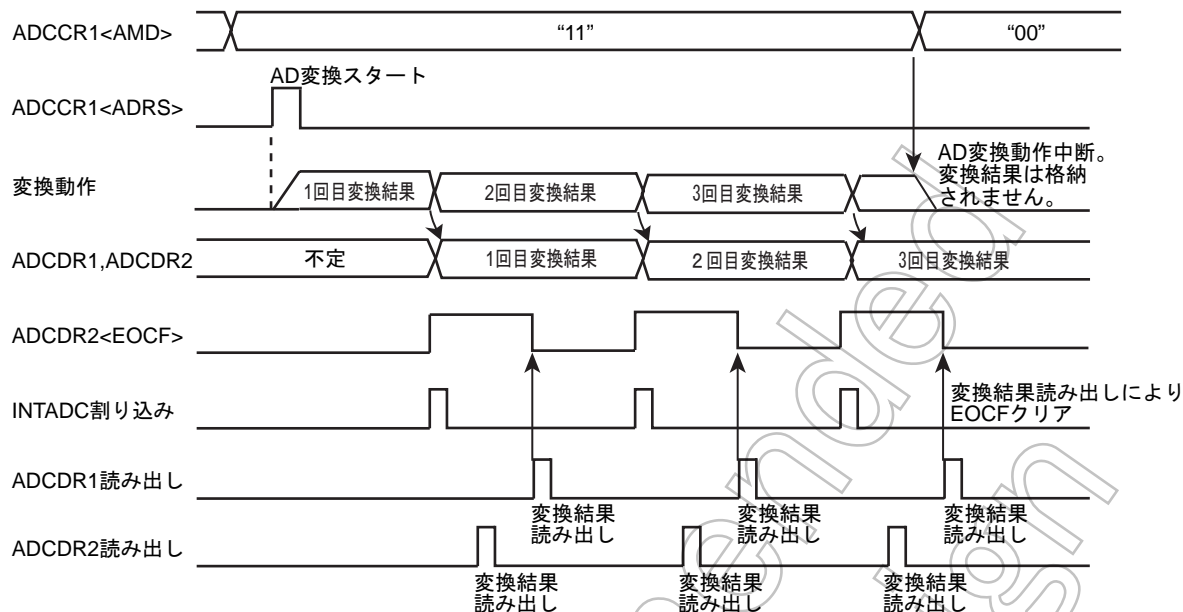 ADCCR1<AMD>
“11”
“00”
AD変換スタート
ADCCR1<ADRS>
AD変換動作中断。
変換結果は格納
されません。
変換動作
1回目変換結果
2回目変換結果
3回目変換結果
ADCDR1,ADCDR2
不定
1回目変換結果
２回目変換結果
3回目変換結果
ADCDR2<EOCF>
INTADC割り込み
変換結果読み出しにより
EOCFクリア
ADCDR1読み出し
変換結果
読み出し
変換結果
読み出し
変換結果
読み出し
ADCDR2読み出し
変換結果
読み出し
変換結果
読み出し
変換結果
読み出し